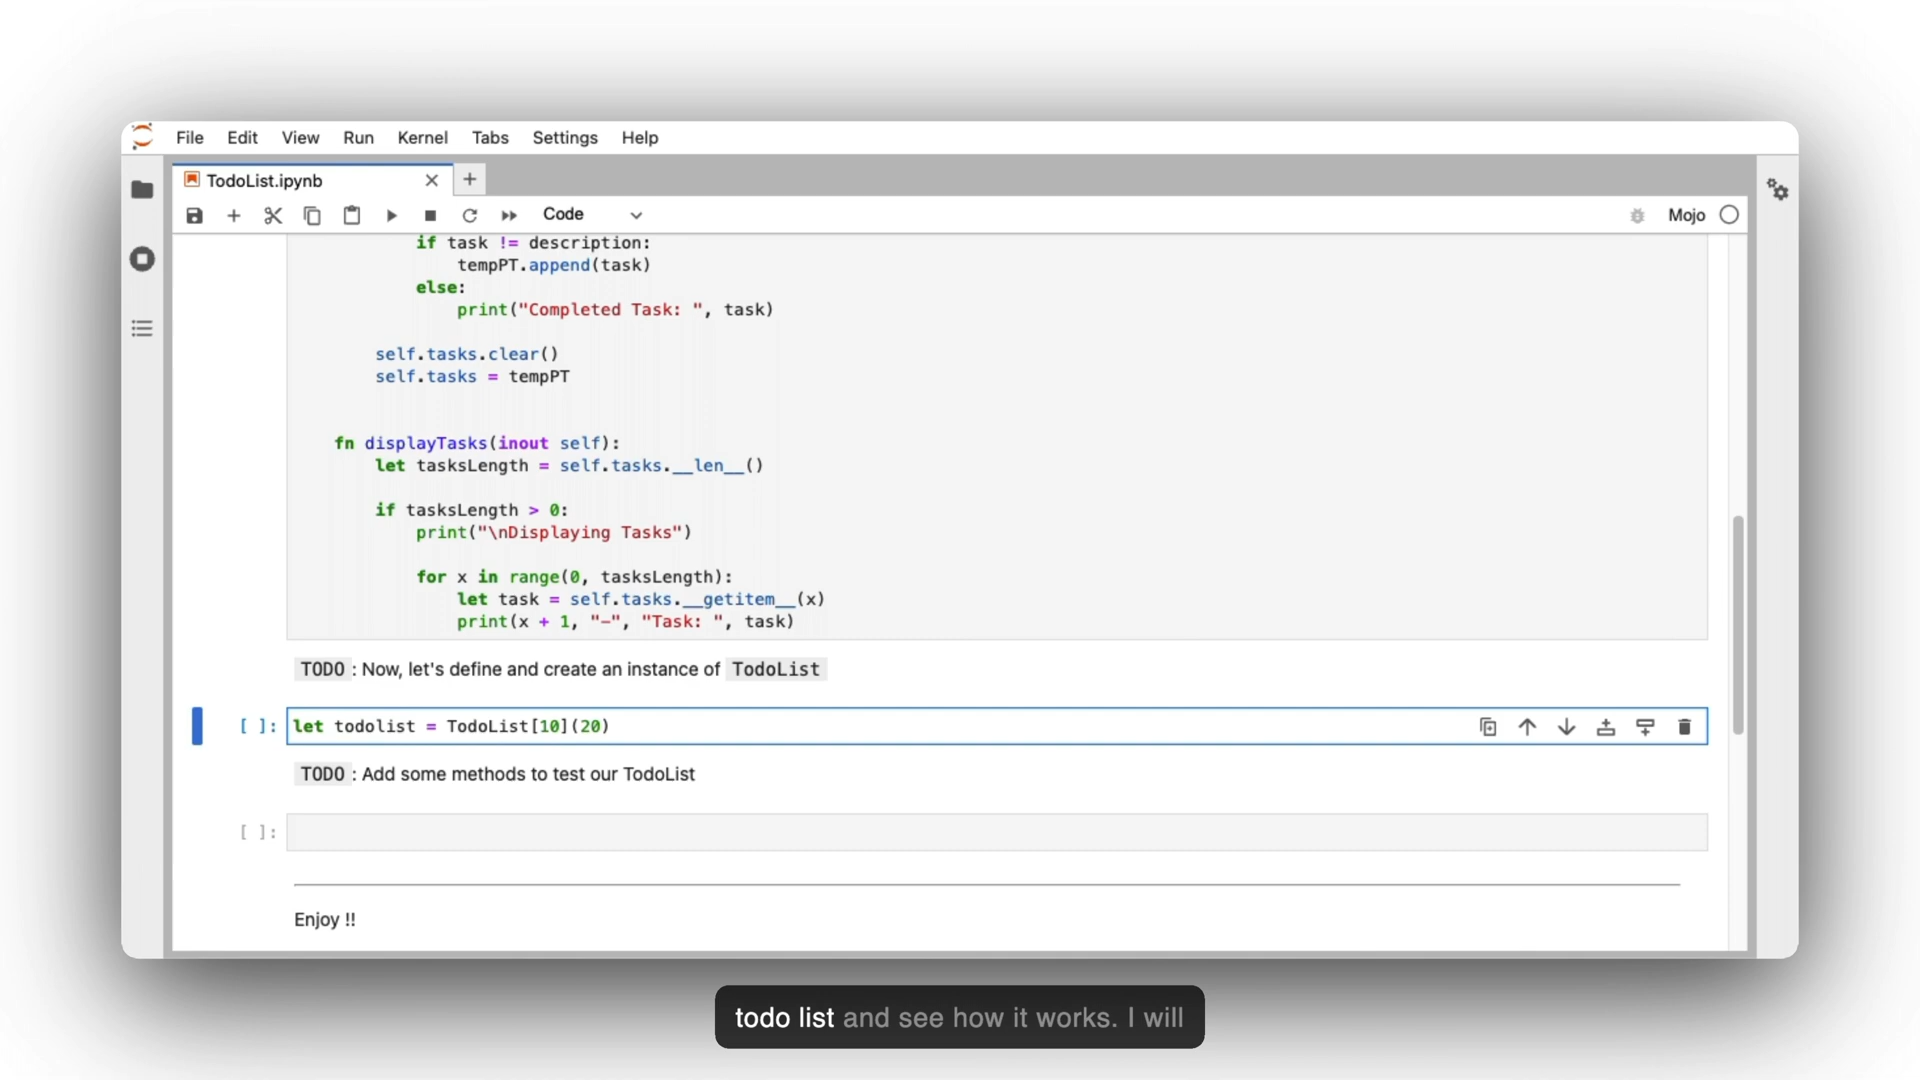 File Edit View Run Kernel Tabs Settings Help
TodoList.ipynb
Code
Mojo
if task != description:
tempPT.append(task)
else:
print("Completed Task: ", task)
self.tasks.clear()
self.tasks = tempPT
fn displayTasks(inout self):
let tasksLength = self.tasks.__len__()
if tasksLength > 0:
print("\nDisplaying Tasks")
for x in range(0, tasksLength):
let task = self.tasks.__getitem__(x)
print(x + 1, "-", "Task: ", task)
TODO : Now, let's define and create an instance of TodoList
[ ]: let todolist = TodoList[10](20)
TODO : Add some methods to test our TodoList
[ ]:
Enjoy !!
todo list and see how it works. I will